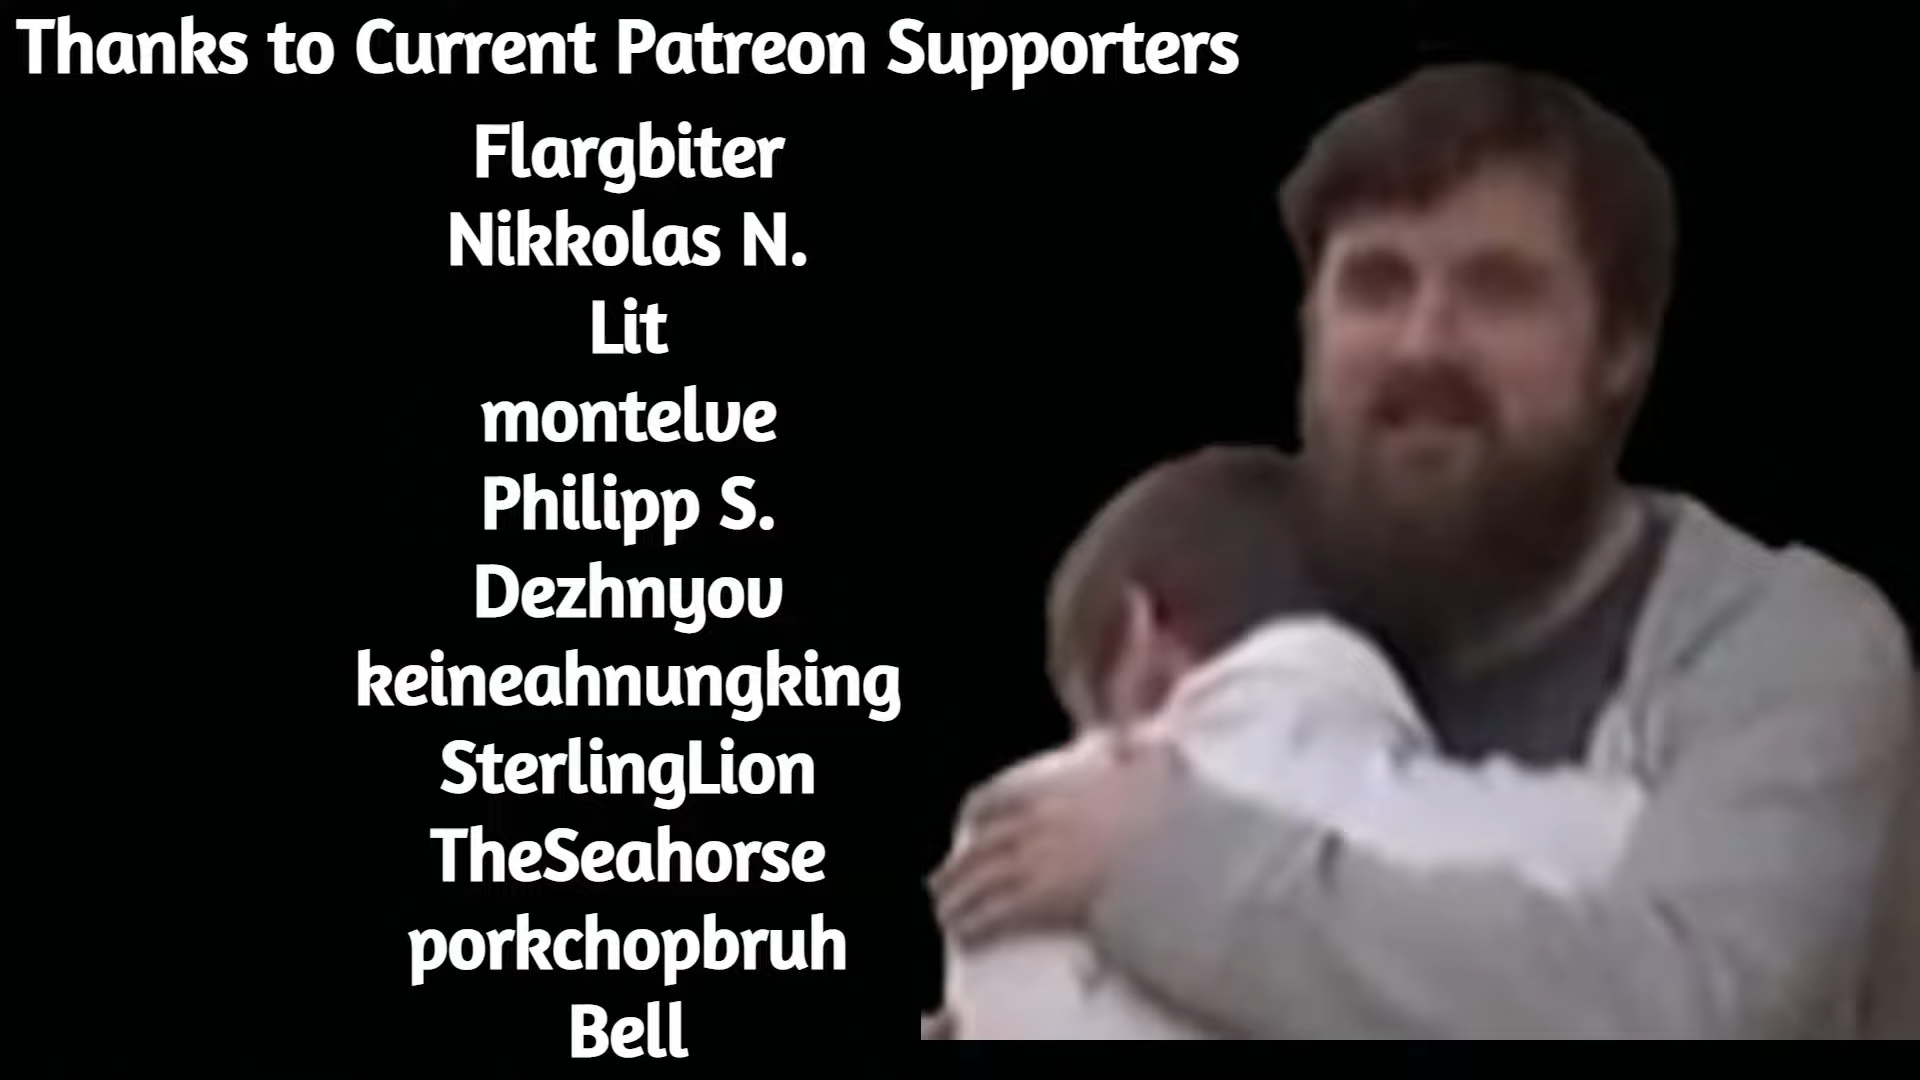 Thanks to Current Patreon Supporters
Flargbiter
Nikkolas N.
Lit
montelve
Philipp S.
Dezhnyov
keineahnungking
SterlingLion
TheSeahorse
porkchopbruh
Bell